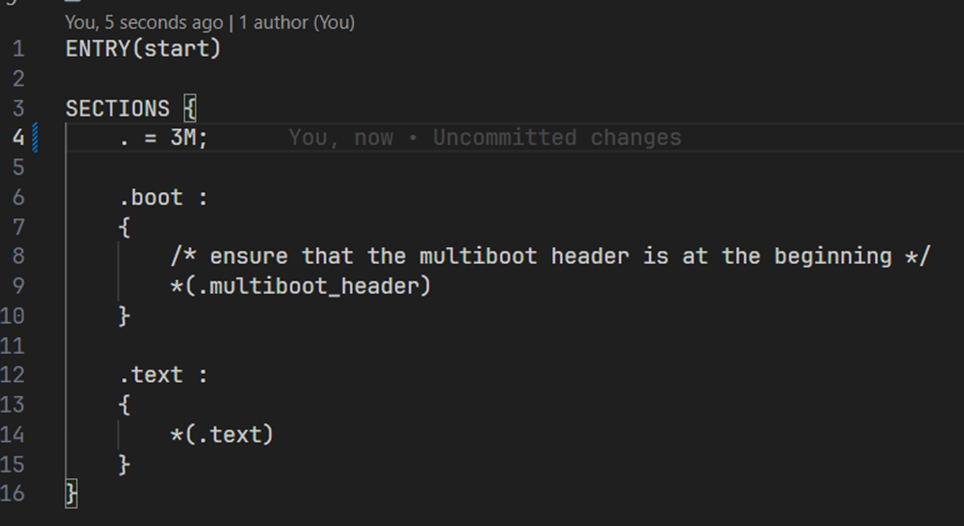 You, 5 seconds ago | 1 author (You)
1 ENTRY(start)
2
3 SECTIONS {
4 . = 3M; You, now • Uncommitted changes
5
6 .boot :
7 {
8 /* ensure that the multiboot header is at the beginning */
9 *(.multiboot_header)
10 }
11
12 .text :
13 {
14 *(.text)
15 }
16 }